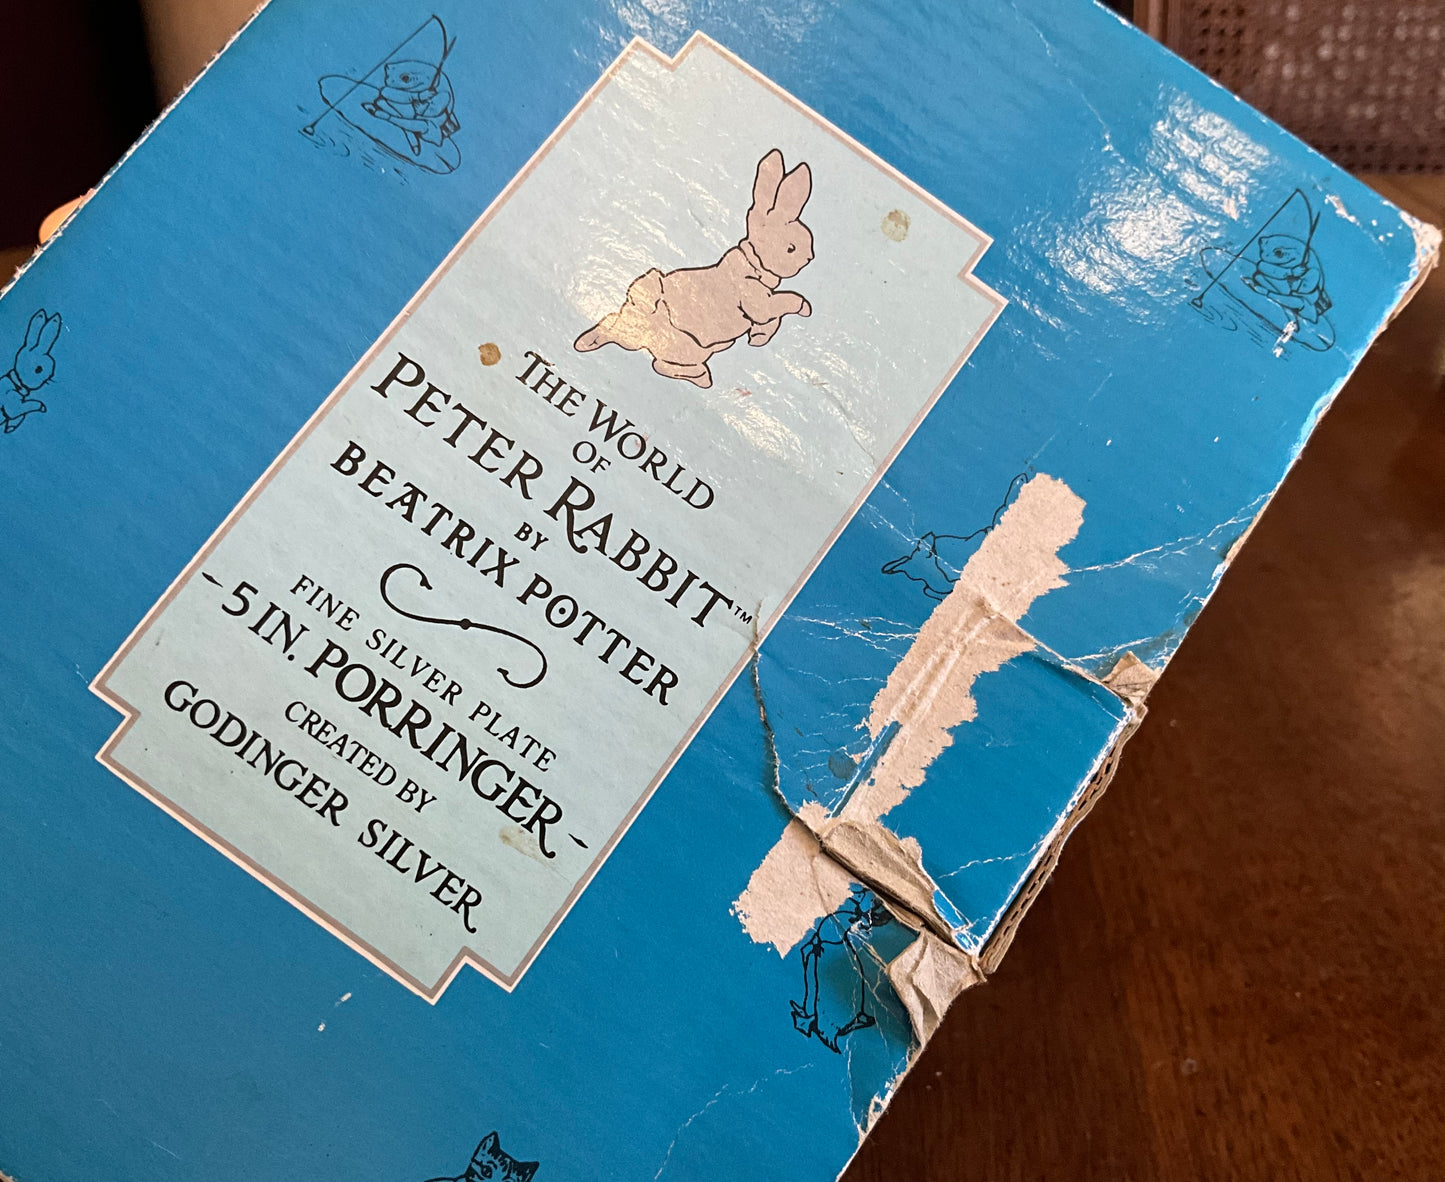 THE WORLD
OF
PETER RABBIT™
BY
BEATRIX POTTER
FINE SILVER PLATE
-5 IN. PORRINGER-
CREATED BY
GODINGER SILVER